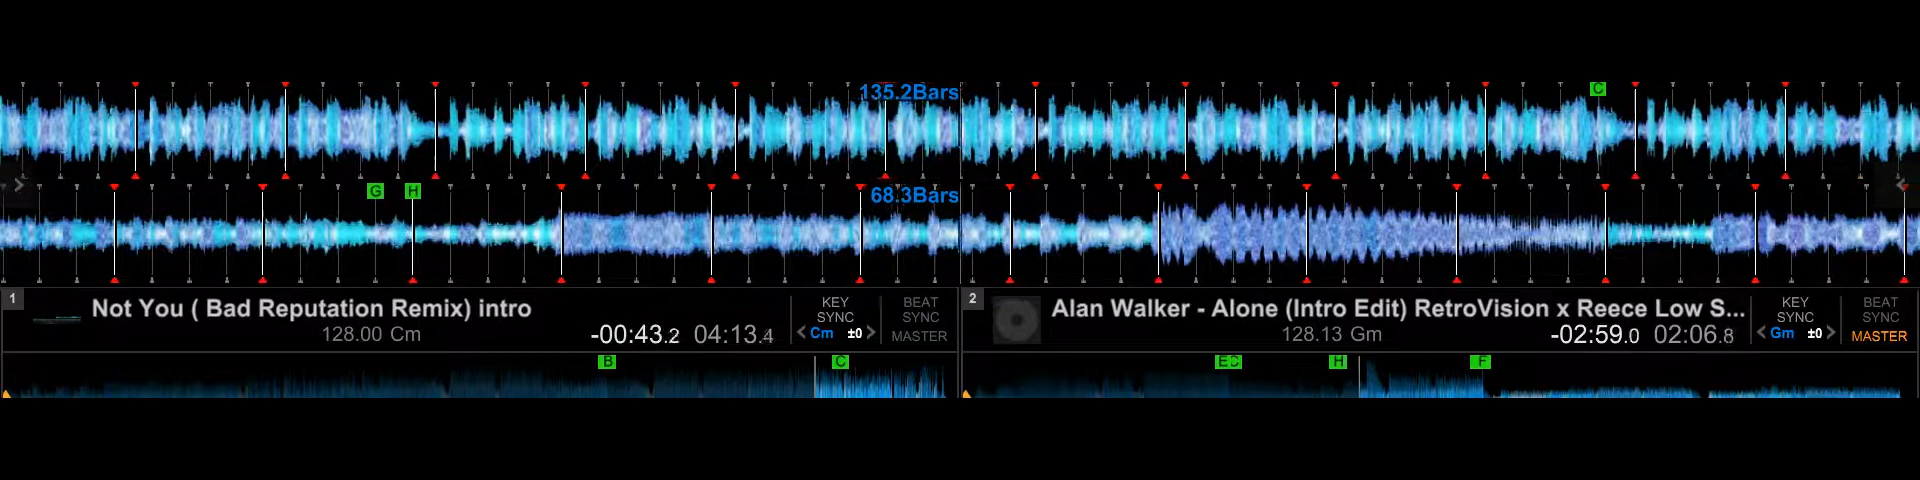 135.2Bars
C
G H
68.3Bars
1
Not You ( Bad Reputation Remix) intro
128.00 Cm
-00:43.2 04:13.4
KEY
SYNC
Cm ±0
BEAT
SYNC
MASTER
B C
2
Alan Walker - Alone (Intro Edit) RetroVision x Reece Low S...
128.13 Gm
-02:59.0 02:06.8
KEY
SYNC
Gm ±0
BEAT
SYNC
MASTER
E H F